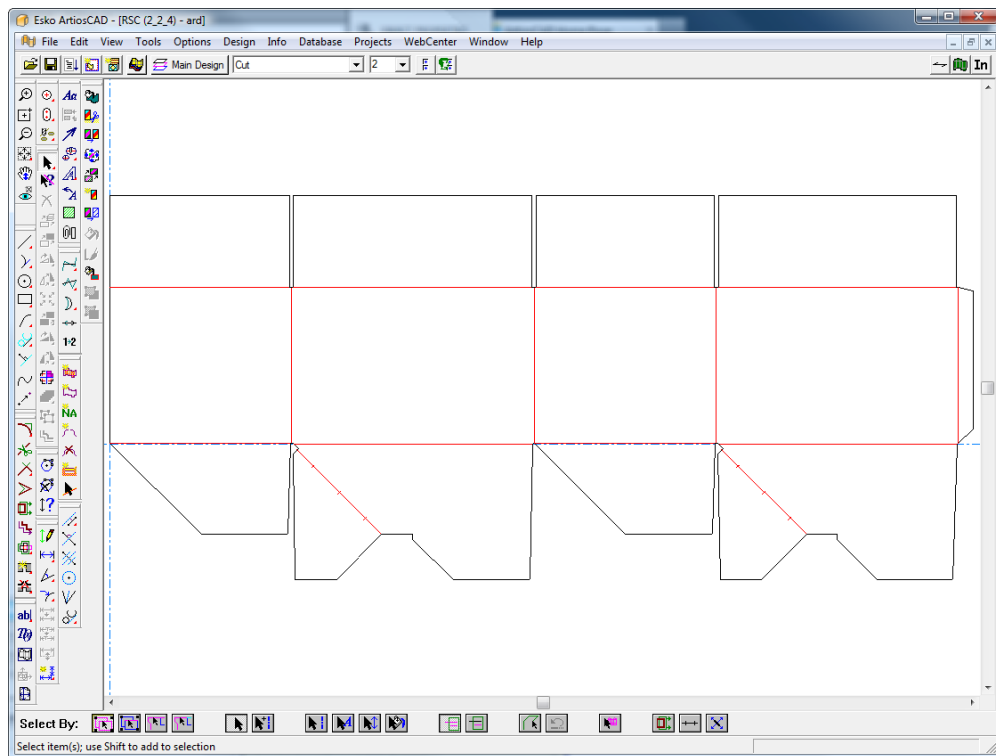 Esko ArtiosCAD - [RSC (2_2_4) - ard]
File Edit View Tools Options Design Info Database Projects WebCenter Window Help
Main Design Cut 2 In
Aa
A
A
1÷2
NA
?
ab|
Select By:
Select item(s); use Shift to add to selection